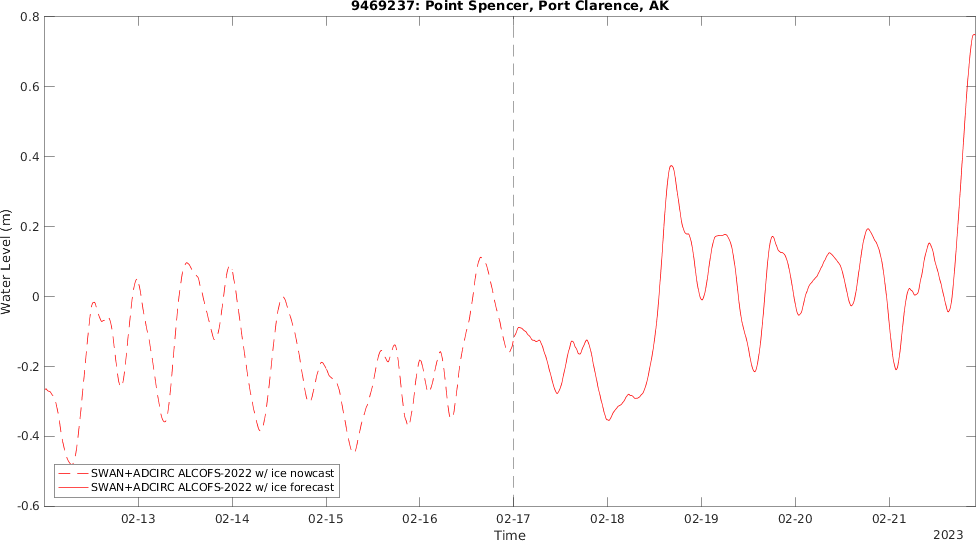 9469237: Point Spencer, Port Clarence, AK
0.8
0.6
0.4
0.2
0
-0.2
-0.4
-0.6
Water Level (m)
SWAN+ADCIRC ALCOFS-2022 w/ ice nowcast
SWAN+ADCIRC ALCOFS-2022 w/ ice forecast
02-13 02-14 02-15 02-16 02-17 02-18 02-19 02-20 02-21
Time
2023